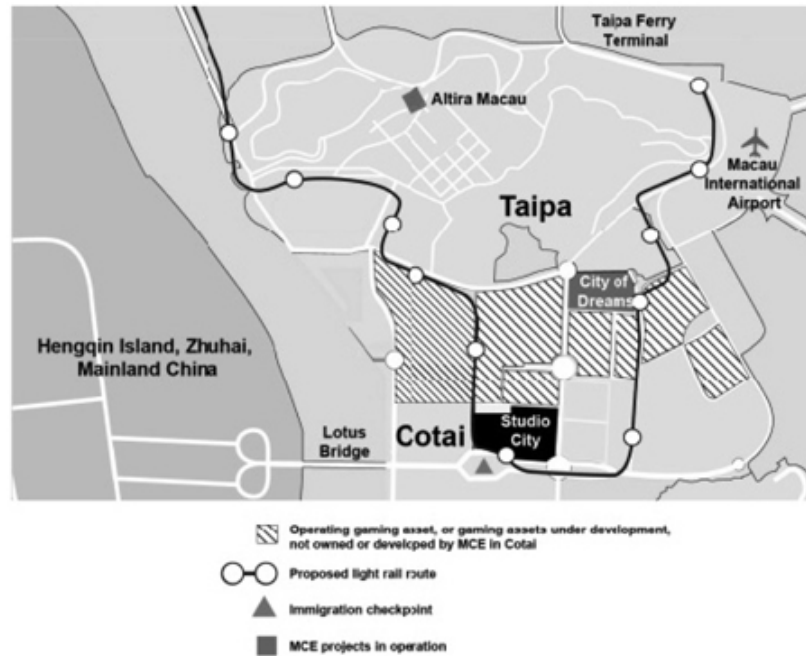 Taipa Ferry
Terminal
Altira Macau
Macau
International
Airport
Taipa
City of
Dreams
Hengqin Island, Zhuhai,
Mainland China
Lotus
Bridge
Cotai
Studio
City
Operating gaming asset, or gaming assets under development,
not owned or developed by MCE in Cotai
Proposed light rail route
Immigration checkpoint
MCE projects in operation